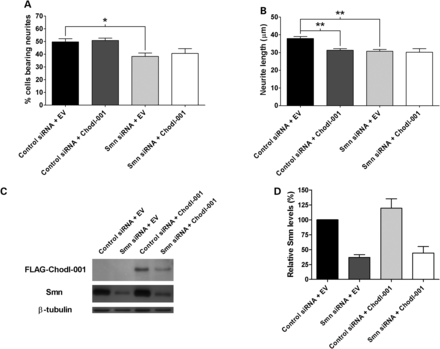 A
% cells bearing neurites
80
60
40
20
0
*
Control siRNA + EV
Control siRNA + Chodl-001
Smn siRNA + EV
Smn siRNA + Chodl-001
B
Neurite length (μm)
50
40
30
20
10
0
**
**
Control siRNA + EV
Control siRNA + Chodl-001
Smn siRNA + EV
Smn siRNA + Chodl-001
C
Control siRNA + EV
Smn siRNA + EV
Control siRNA + Chodl-001
Smn siRNA + Chodl-001
FLAG-Chodl-001
Smn
β-tubulin
D
Relative Smn levels (%)
150
100
50
0
Control siRNA + EV
Smn siRNA + EV
Control siRNA + Chodl-001
Smn siRNA + Chodl-001